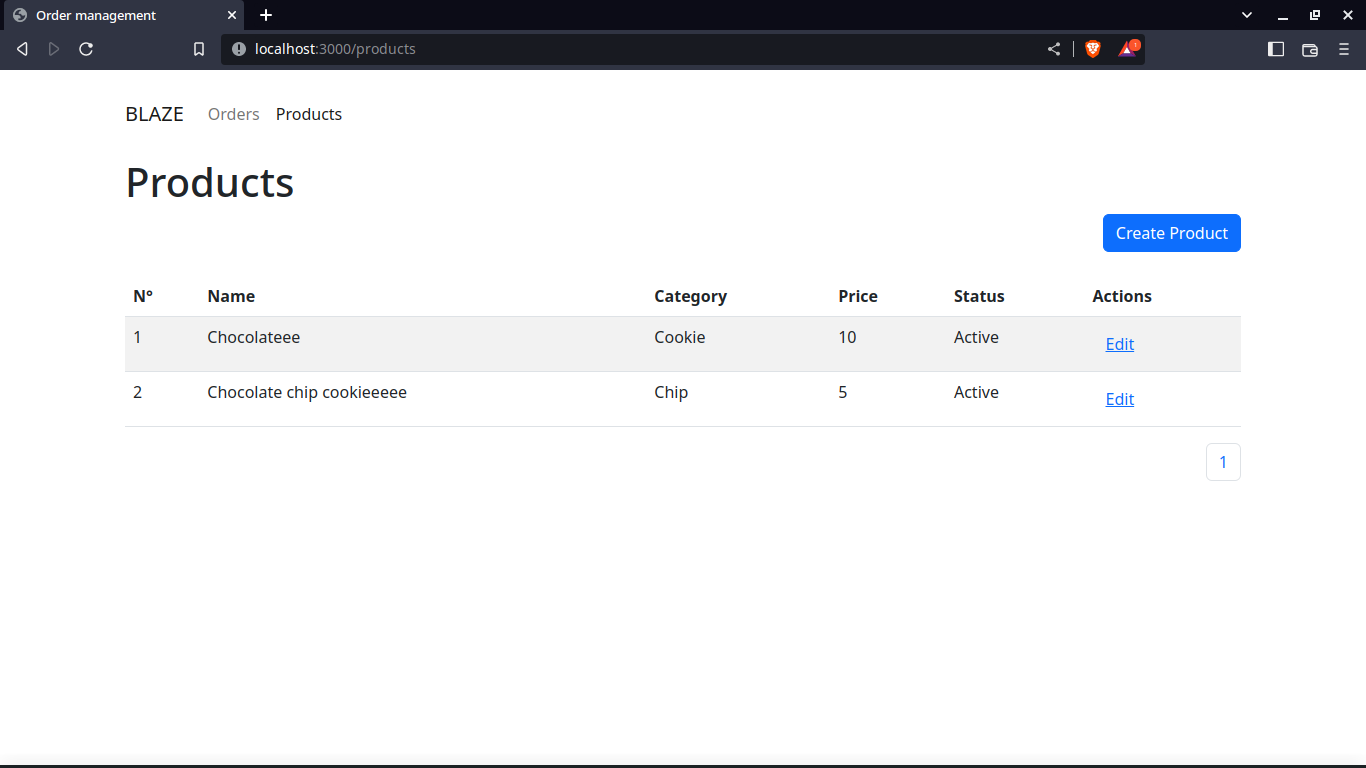 Order management
localhost:3000/products
BLAZE Orders Products
Products
Create Product
N° Name Category Price Status Actions
1 Chocolateee Cookie 10 Active Edit
2 Chocolate chip cookieeeee Chip 5 Active Edit
1